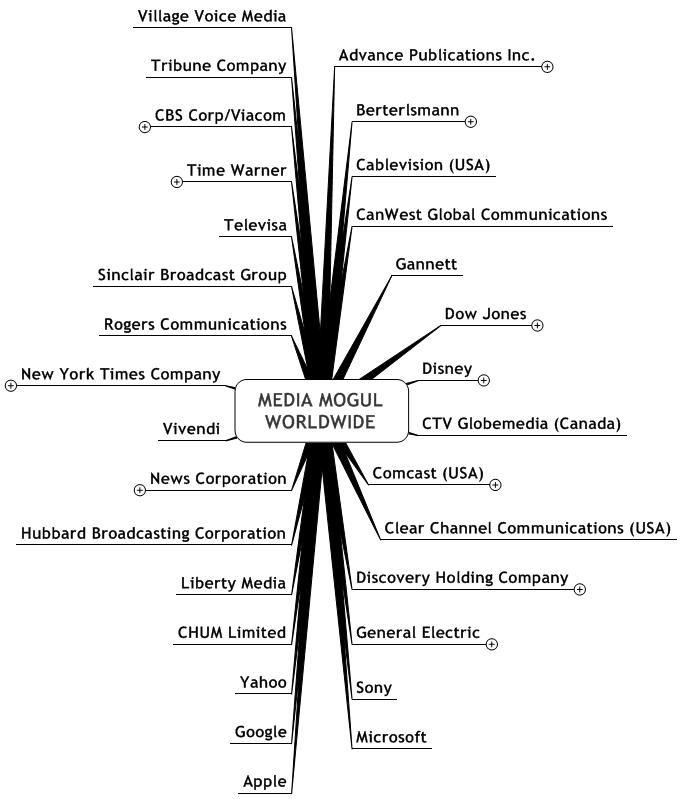 Village Voice Media
Tribune Company
CBS Corp/Viacom
Time Warner
Televisa
Sinclair Broadcast Group
Rogers Communications
New York Times Company
Vivendi
News Corporation
Hubbard Broadcasting Corporation
Liberty Media
CHUM Limited
Yahoo
Google
Apple
MEDIA MOGUL
WORLDWIDE
Advance Publications Inc.
Berterlsmann
Cablevision (USA)
CanWest Global Communications
Gannett
Dow Jones
Disney
CTV Globemedia (Canada)
Comcast (USA)
Clear Channel Communications (USA)
Discovery Holding Company
General Electric
Sony
Microsoft